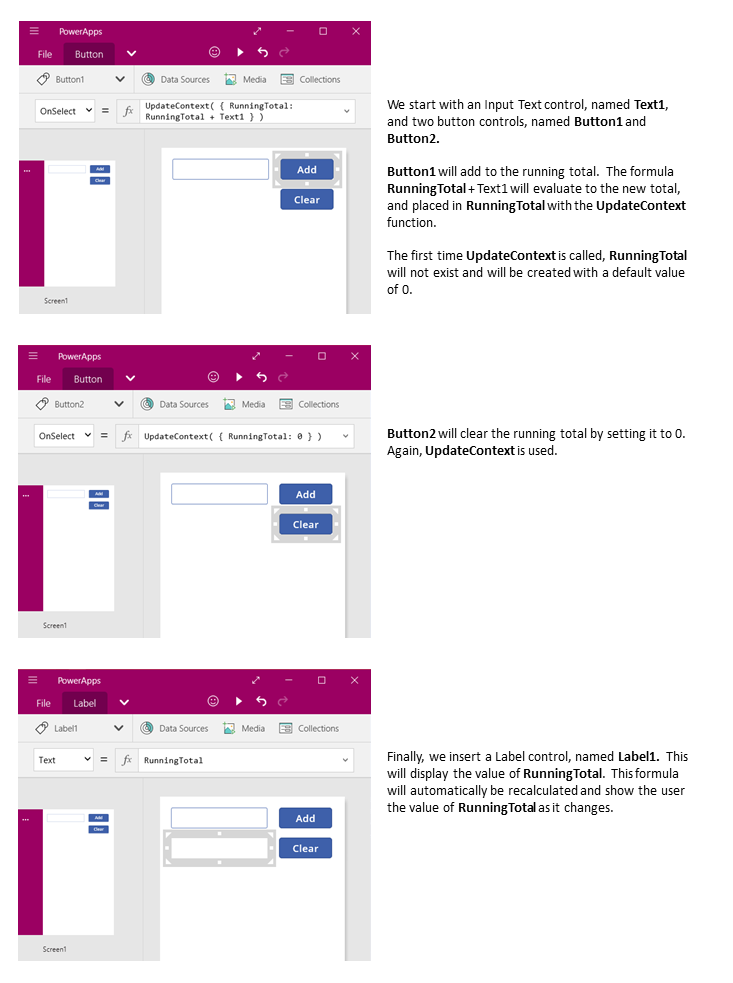 PowerApps
File Button
Button1 Data Sources Media Collections
OnSelect = fx UpdateContext( { RunningTotal:
RunningTotal + Text1 } )
Add
Clear
Add
Clear
Screen1
We start with an Input Text control, named Text1,
and two button controls, named Button1 and
Button2.
Button1 will add to the running total. The formula
RunningTotal + Text1 will evaluate to the new total,
and placed in RunningTotal with the UpdateContext
function.
The first time UpdateContext is called, RunningTotal
will not exist and will be created with a default value
of 0.
PowerApps
File Button
Button2 Data Sources Media Collections
OnSelect = fx UpdateContext( { RunningTotal: 0 } )
Add
Clear
Add
Clear
Screen1
Button2 will clear the running total by setting it to 0.
Again, UpdateContext is used.
PowerApps
File Label
Label1 Data Sources Media Collections
Text = fx RunningTotal
Add
Clear
Add
Clear
Screen1
Finally, we insert a Label control, named Label1. This
will display the value of RunningTotal. This formula
will automatically be recalculated and show the user
the value of RunningTotal as it changes.